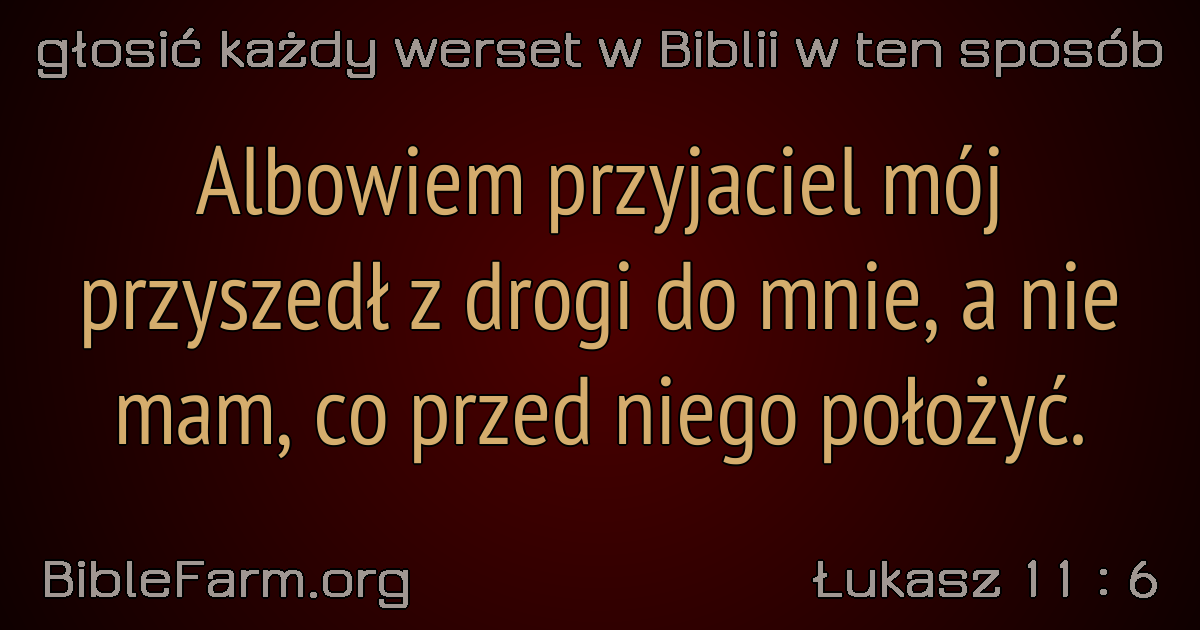 głosić każdy werset w Biblii w ten sposób
Albowiem przyjaciel mój
przyszedł z drogi do mnie, a nie
mam, co przed niego położyć.
BibleFarm.org
Łukasz 11 : 6